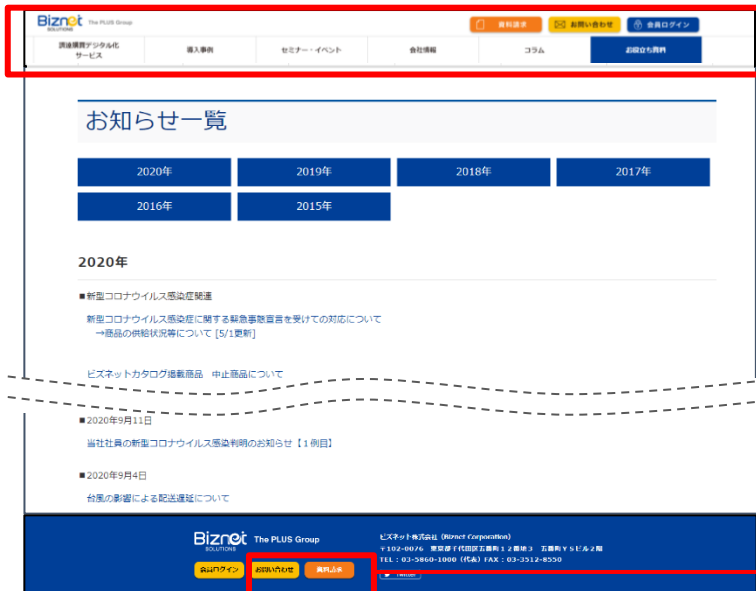 Biznet The PLUS Group
SOLUTIONS
資料請求 お問い合わせ 会員ログイン
調達購買デジタル化
サービス
導入事例 セミナー・イベント 会社情報 コラム お役立ち資料
お知らせ一覧
2020年 2019年 2018年 2017年
2016年 2015年
2020年
■新型コロナウイルス感染症関連
新型コロナウイルス感染症に関する緊急事態宣言を受けての対応について
→商品の供給状況等について [5/1更新]
ビズネットカタログ掲載商品 中止商品について
■2020年9月11日
当社社員の新型コロナウイルス感染判明のお知らせ【１例目】
■2020年9月4日
台風の影響による配送遅延について
Biznet The PLUS Group
SOLUTIONS
ビズネット株式会社 (Biznet Corporation)
〒102-0076 東京都千代田区五番町１２番地３ 五番町ＹＳビル２階
TEL：03-5860-1000 (代表) FAX：03-3512-8550
会員ログイン お問い合わせ 資料請求
Twitter